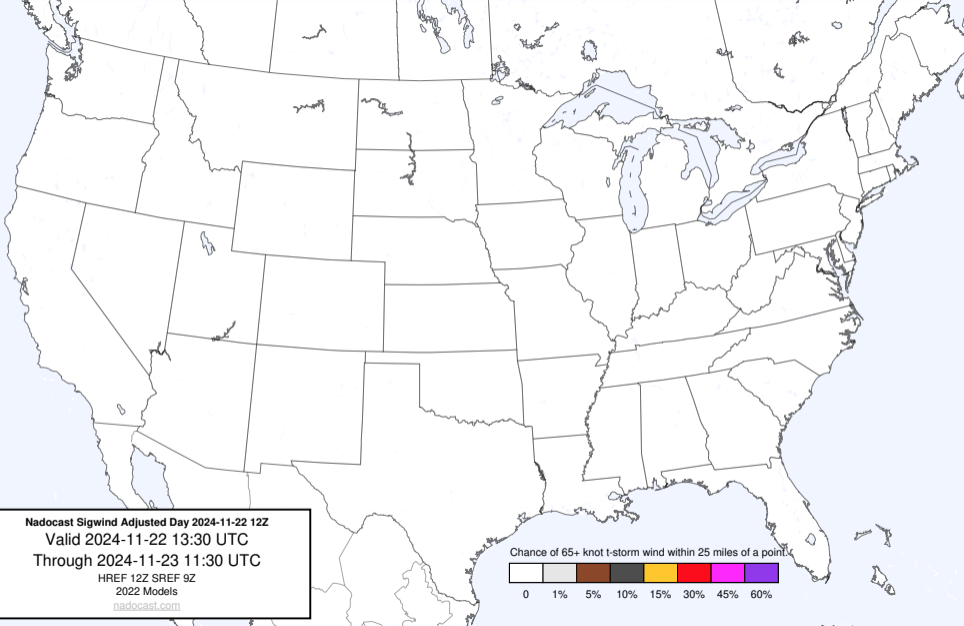 Nadocast Sigwind Adjusted Day 2024-11-22 12Z
Valid 2024-11-22 13:30 UTC
Through 2024-11-23 11:30 UTC
HREF 12Z SREF 9Z
2022 Models
nadocast.com
Chance of 65+ knot t-storm wind within 25 miles of a point.
0 1% 5% 10% 15% 30% 45% 60%